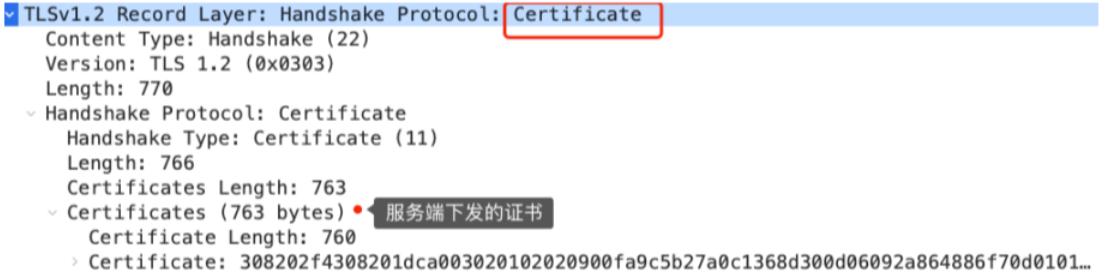 TLSv1.2 Record Layer: Handshake Protocol: Certificate
Content Type: Handshake (22)
Version: TLS 1.2 (0x0303)
Length: 770
Handshake Protocol: Certificate
Handshake Type: Certificate (11)
Length: 766
Certificates Length: 763
Certificates (763 bytes) 服务端下发的证书
Certificate Length: 760
Certificate: 308202f4308201dca003020102020900fa9c5b27a0c1368d300d06092a864886f70d0101…